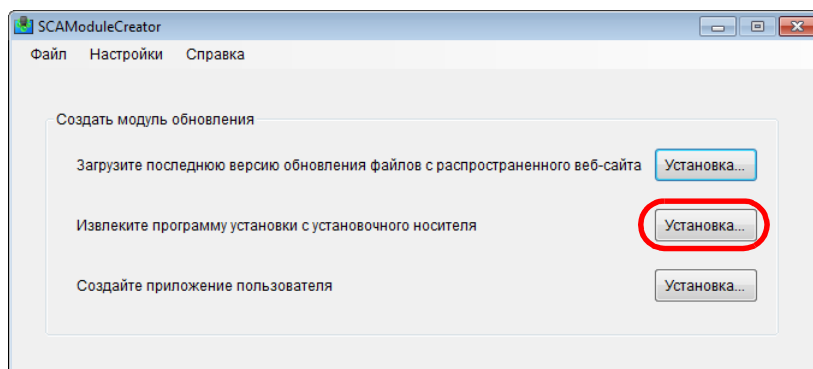 SCAModuleCreator
Файл Настройки Справка
Создать модуль обновления
Загрузите последнюю версию обновления файлов с распространенного веб-сайта Установка...
Извлеките программу установки с установочного носителя Установка...
Создайте приложение пользователя Установка...